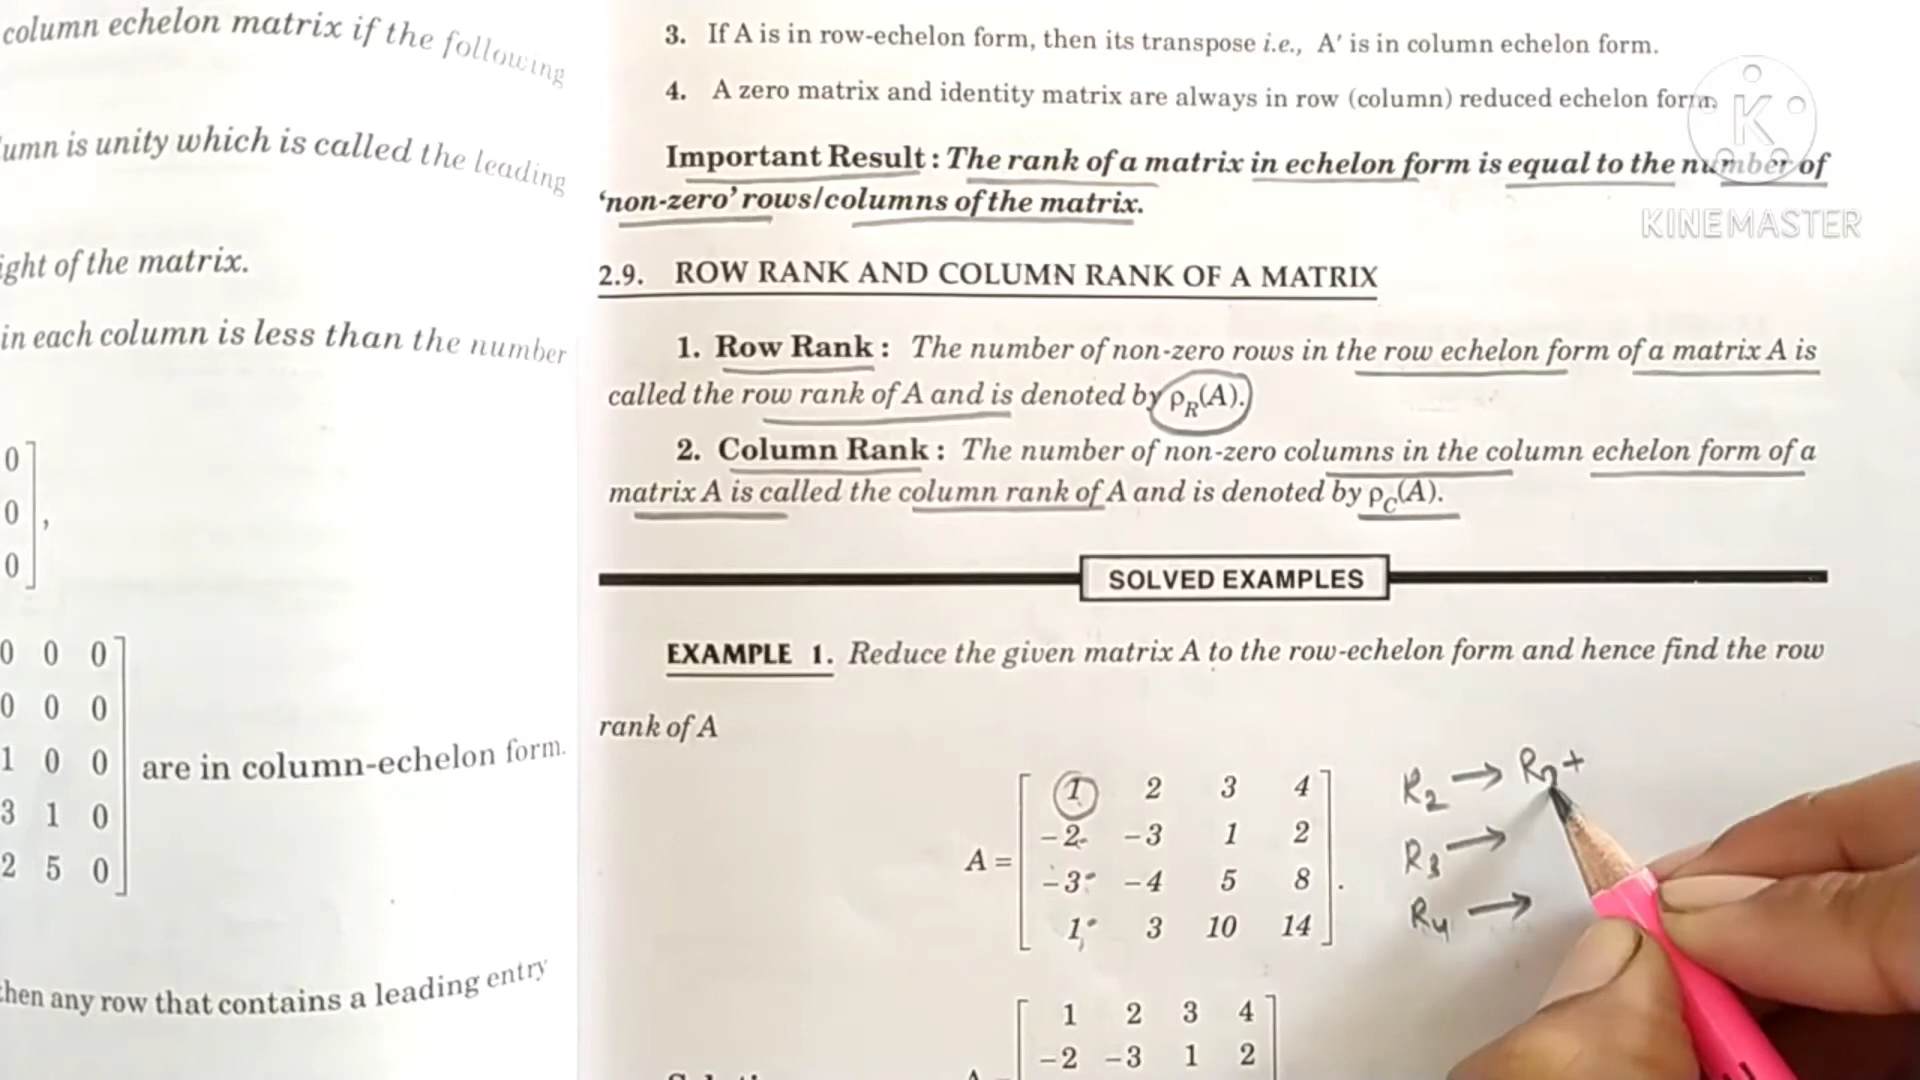 column echelon matrix if the following
umn is unity which is called the leading
ight of the matrix.
in each column is less than the number
0
0 ,
0
0 0 0
0 0 0
1 0 0 are in column-echelon form.
3 1 0
2 5 0
then any row that contains a leading entry
3. If A is in row-echelon form, then its transpose i.e., A′ is in column echelon form.
4. A zero matrix and identity matrix are always in row (column) reduced echelon form.
Important Result : The rank of a matrix in echelon form is equal to the number of
‘non-zero’ rows/columns of the matrix.
K
KINEMASTER
2.9. ROW RANK AND COLUMN RANK OF A MATRIX
1. Row Rank : The number of non-zero rows in the row echelon form of a matrix A is
called the row rank of A and is denoted by ρR(A).
2. Column Rank : The number of non-zero columns in the column echelon form of a
matrix A is called the column rank of A and is denoted by ρC(A).
SOLVED EXAMPLES
EXAMPLE 1. Reduce the given matrix A to the row-echelon form and hence find the row
rank of A
1 2 3 4
–2 –3 1 2
A =
–3 –4 5 8 .
1 3 10 14
R2 → R2 +
R3 →
R4 →
1 2 3 4
–2 –3 1 2